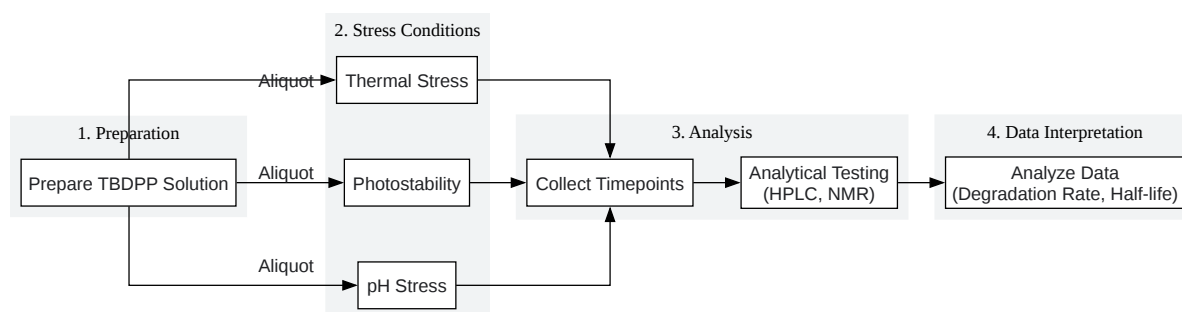 2. Stress Conditions
Aliquot
Thermal Stress
1. Preparation
3. Analysis
4. Data Interpretation
Prepare TBDPP Solution
Aliquot
Photostability
Collect Timepoints
Analytical Testing
(HPLC, NMR)
Analyze Data
(Degradation Rate, Half-life)
Aliquot
pH Stress